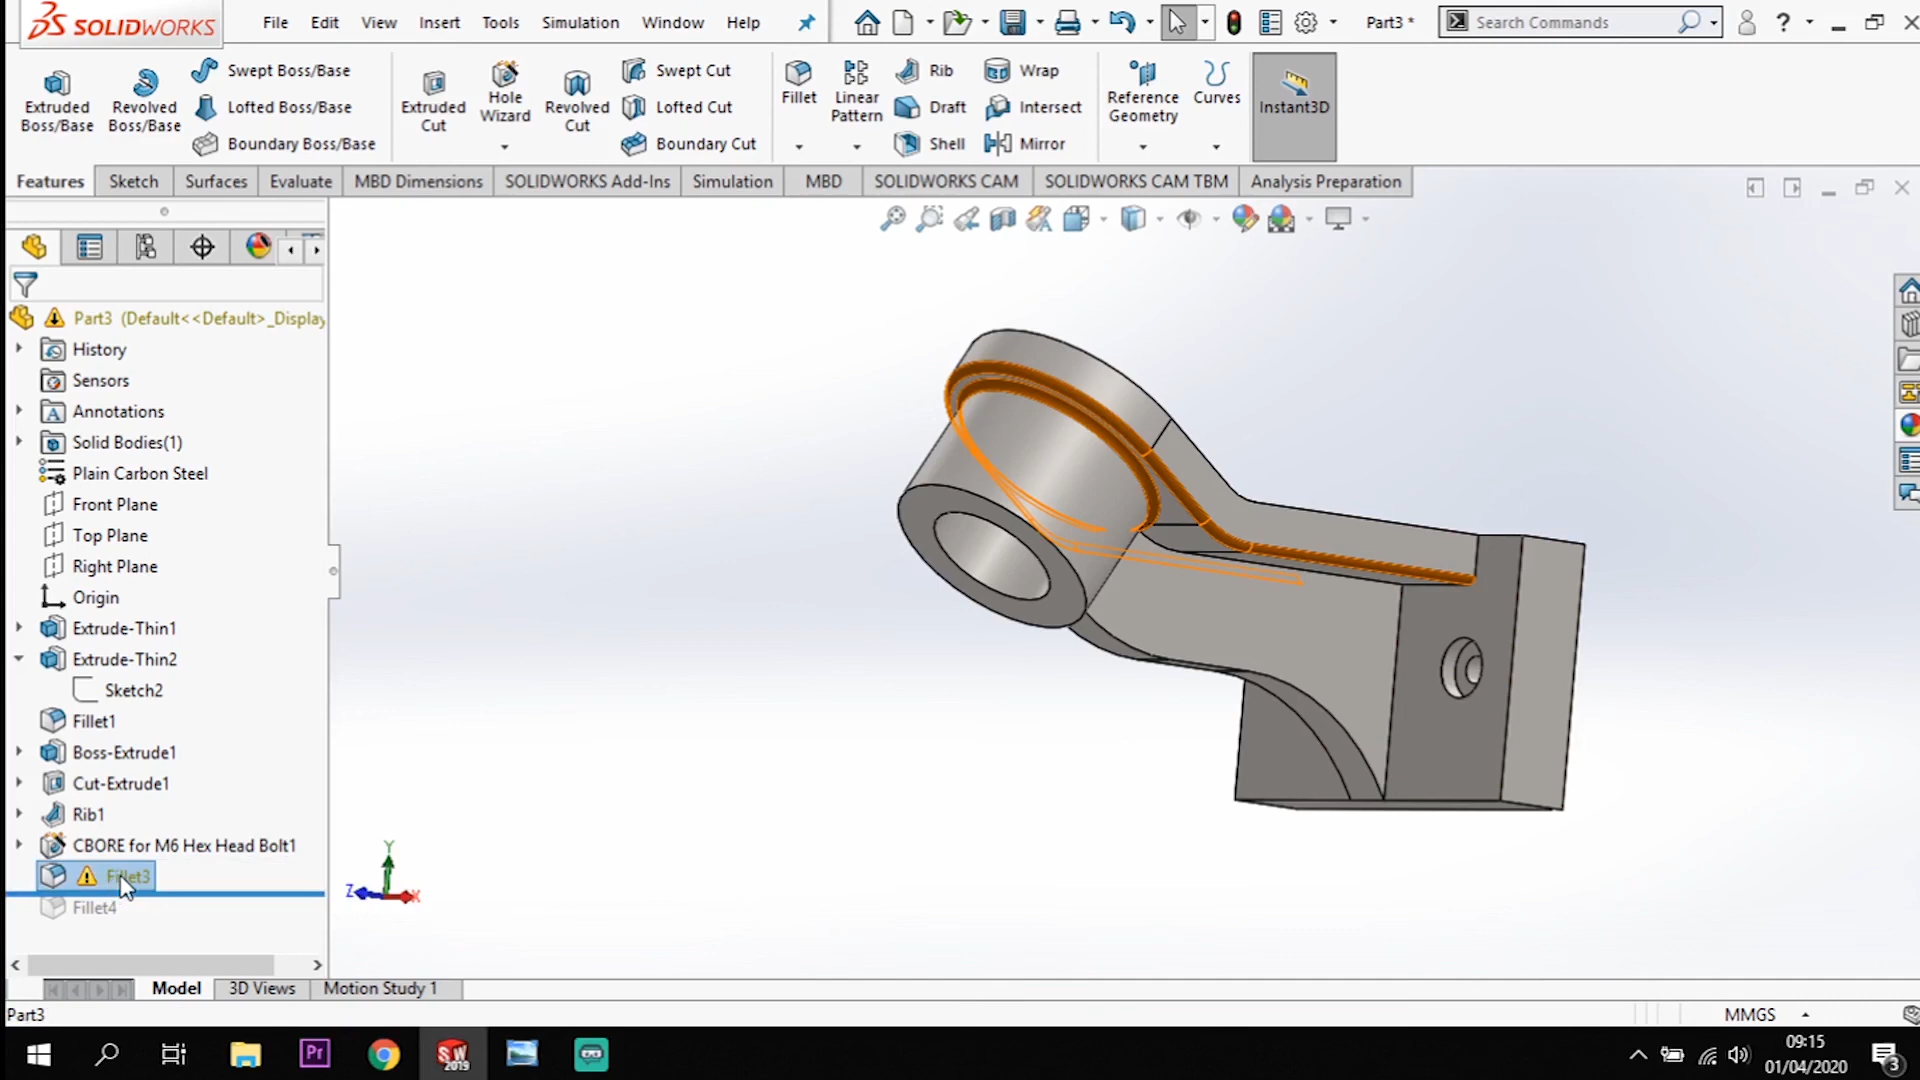 SOLIDWORKS File Edit View Insert Tools Simulation Window Help Part3 * Search Commands ?
Extruded Boss/Base
Revolved Boss/Base
Swept Boss/Base
Lofted Boss/Base
Boundary Boss/Base
Extruded Cut
Hole Wizard
Revolved Cut
Swept Cut
Lofted Cut
Boundary Cut
Fillet
Linear Pattern
Rib
Draft
Shell
Wrap
Intersect
Mirror
Reference Geometry
Curves
Instant3D
Features Sketch Surfaces Evaluate MBD Dimensions SOLIDWORKS Add-Ins Simulation MBD SOLIDWORKS CAM SOLIDWORKS CAM TBM Analysis Preparation
Part3 (Default<<Default>_Display
History
Sensors
Annotations
Solid Bodies(1)
Plain Carbon Steel
Front Plane
Top Plane
Right Plane
Origin
Extrude-Thin1
Extrude-Thin2
Sketch2
Fillet1
Boss-Extrude1
Cut-Extrude1
Rib1
CBORE for M6 Hex Head Bolt1
Fillet3
Fillet4
Y
Z
X
Model 3D Views Motion Study 1
Part3 MMGS
Pr
SW
2019
09:15
01/04/2020
3